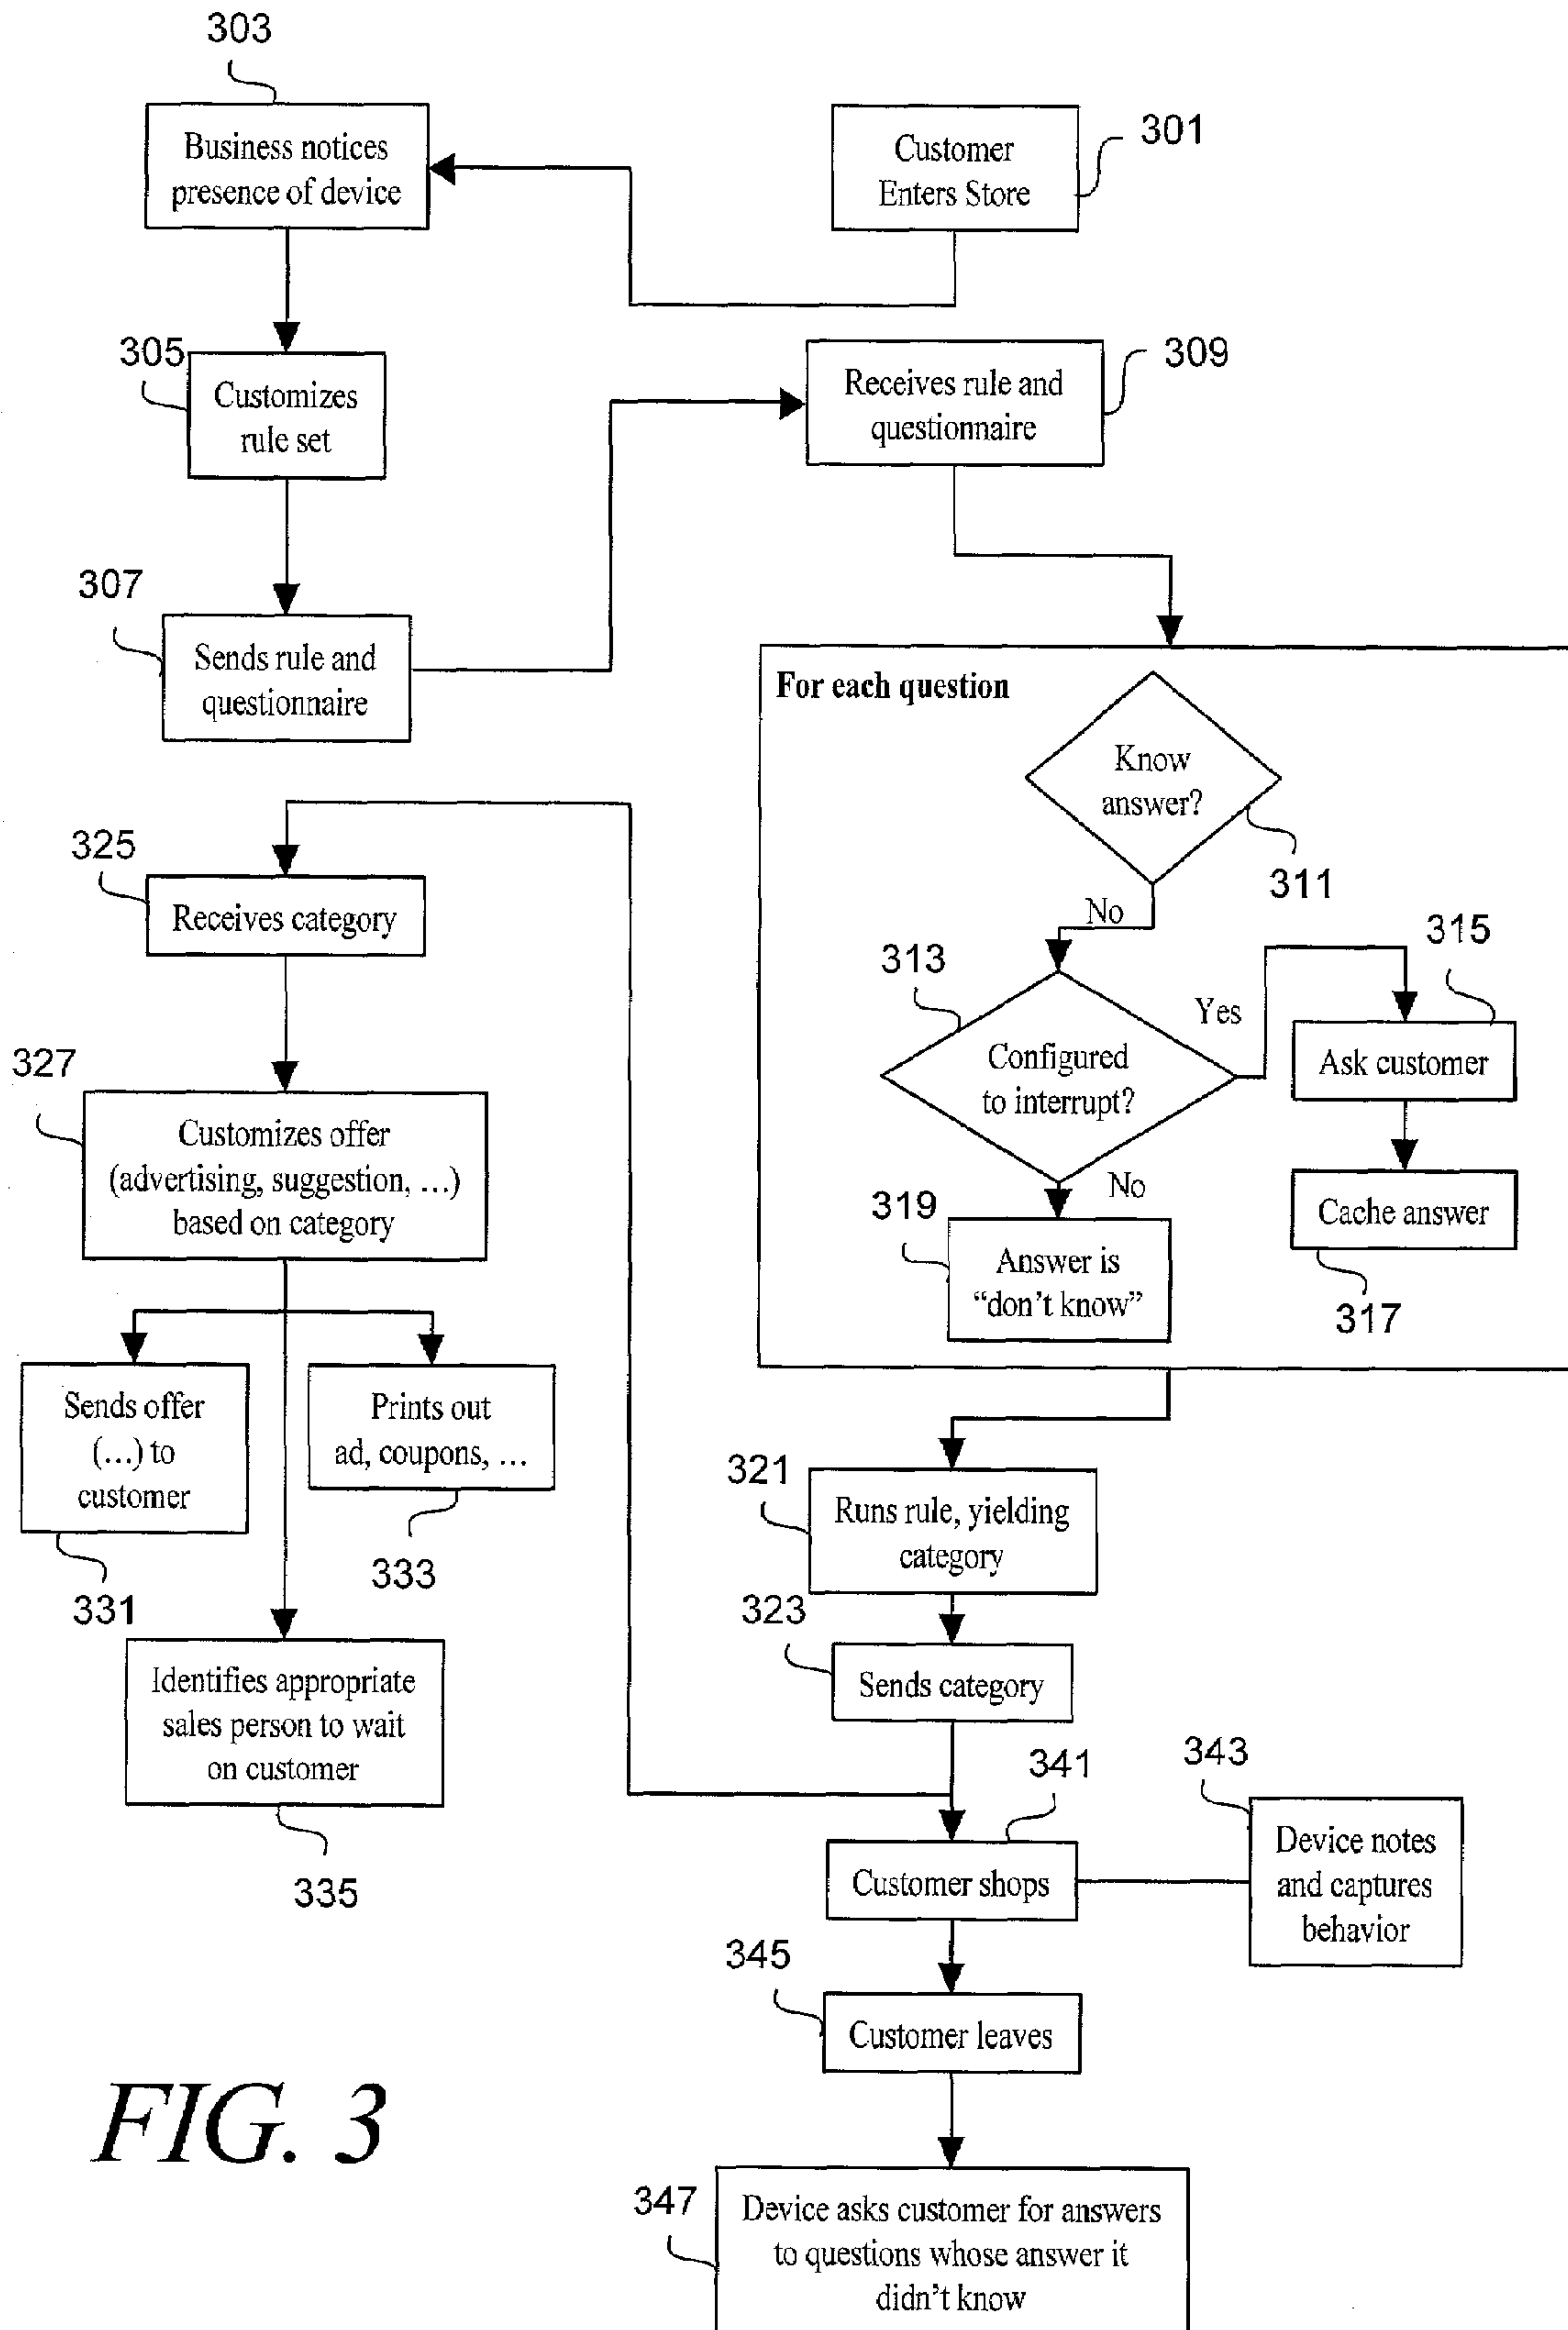 303
Business notices
presence of device
301
Customer
Enters Store
305
Customizes
rule set
309
Receives rule and
questionnaire
307
Sends rule and
questionnaire
For each question
Know
answer?
311
No
313
Configured
to interrupt?
Yes
315
Ask customer
Cache answer
317
No
319
Answer is
“don’t know”
325
Receives category
327
Customizes offer
(advertising, suggestion, ...)
based on category
Sends offer
(...) to
customer
331
Prints out
ad, coupons, ...
333
Identifies appropriate
sales person to wait
on customer
335
321
Runs rule, yielding
category
323
Sends category
341
Customer shops
343
Device notes
and captures
behavior
345
Customer leaves
347
Device asks customer for answers
to questions whose answer it
didn’t know
FIG. 3